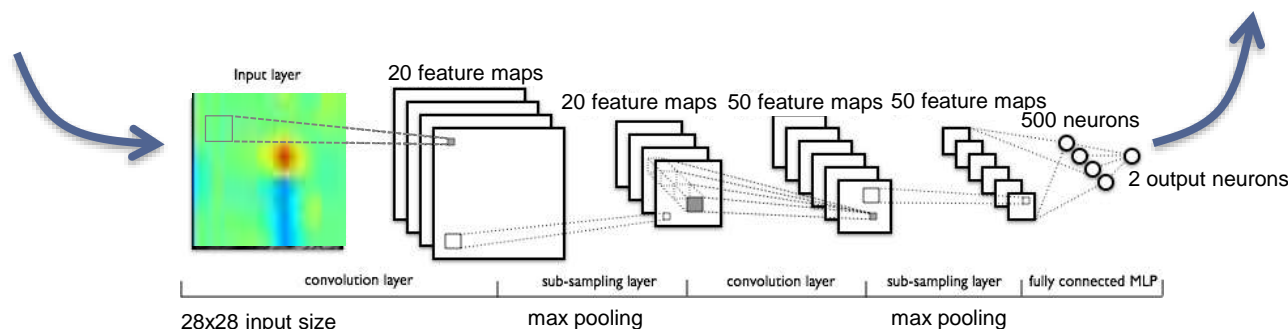 Input layer
20 feature maps
20 feature maps
50 feature maps
50 feature maps
500 neurons
2 output neurons
convolution layer
sub-sampling layer
convolution layer
sub-sampling layer
fully connected MLP
28x28 input size
max pooling
max pooling